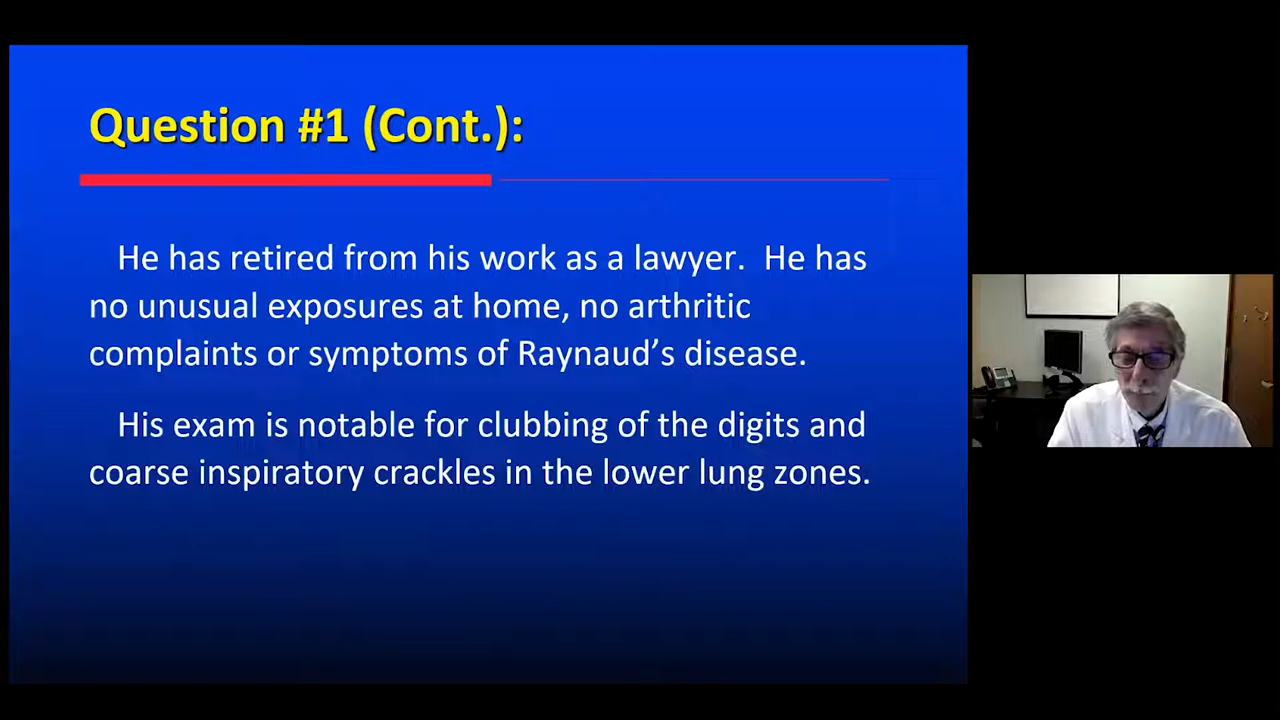 Question #1 (Cont.):
He has retired from his work as a lawyer.  He has
no unusual exposures at home, no arthritic
complaints or symptoms of Raynaud’s disease.
His exam is notable for clubbing of the digits and
coarse inspiratory crackles in the lower lung zones.